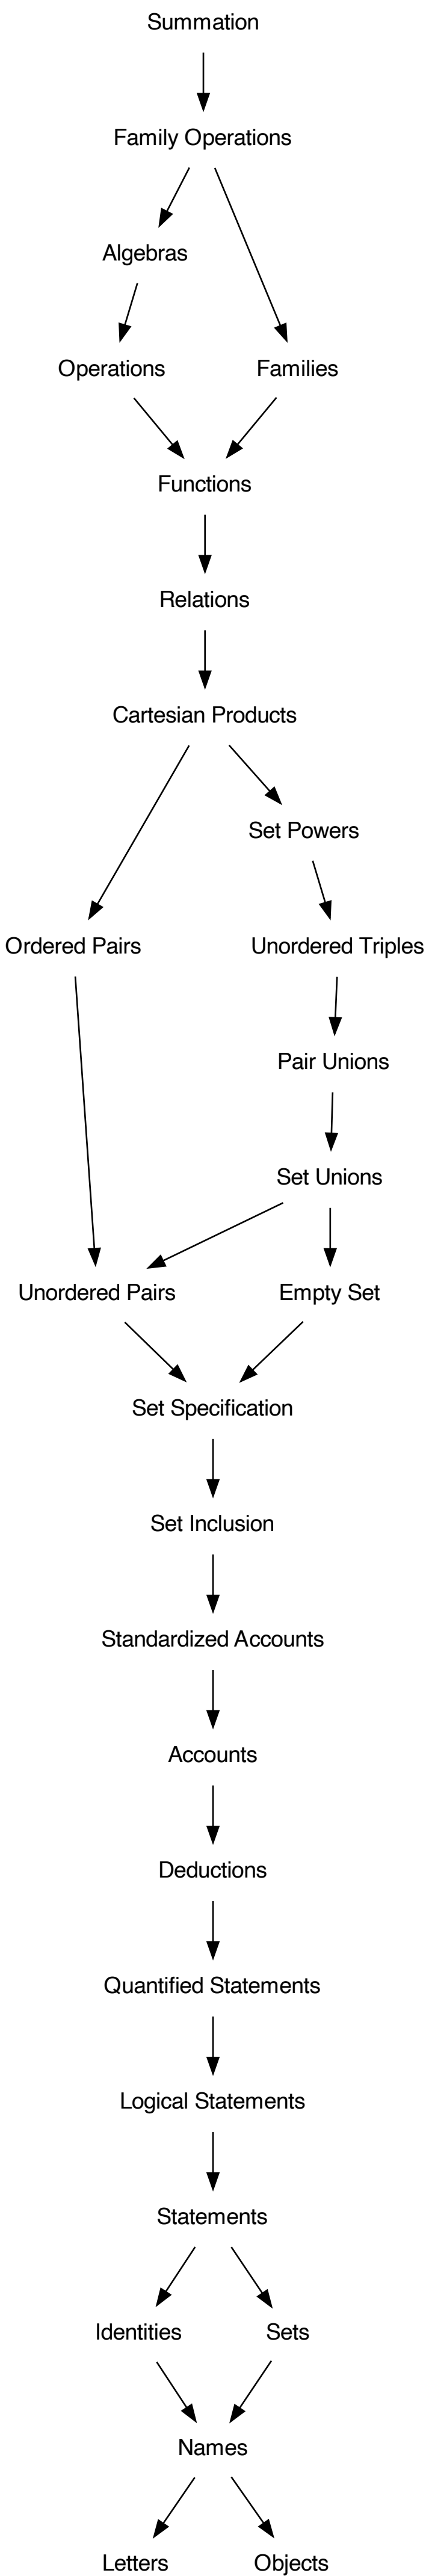 Summation
Family Operations
Algebras
Operations
Families
Functions
Relations
Cartesian Products
Set Powers
Ordered Pairs
Unordered Triples
Pair Unions
Set Unions
Unordered Pairs
Empty Set
Set Specification
Set Inclusion
Standardized Accounts
Accounts
Deductions
Quantified Statements
Logical Statements
Statements
Identities
Sets
Names
Letters
Objects